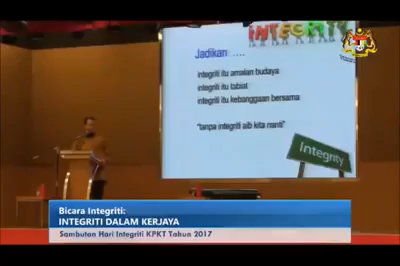 INTEGRITY
Jadikan: ....
integriti itu amalan budaya
integriti itu tabiat
integriti itu kebanggaan bersama
"tanpa integriti aib kita nanti"
Integrity
Bicara Integriti:
INTEGRITI DALAM KERJAYA
Sambutan Hari Integriti KPKT Tahun 2017